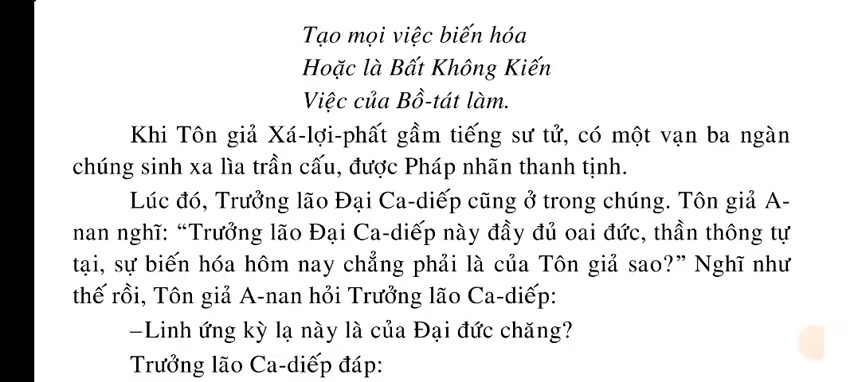 Tạo mọi việc biến hóa
Hoặc là Bất Không Kiến
Việc của Bồ-tát làm.
Khi Tôn giả Xá-lợi-phất gầm tiếng sư tử, có một vạn ba ngàn
chúng sinh xa lìa trần cấu, được Pháp nhãn thanh tịnh.
Lúc đó, Trưởng lão Đại Ca-diếp cũng ở trong chúng. Tôn giả A-
nan nghĩ: “Trưởng lão Đại Ca-diếp này đầy đủ oai đức, thần thông tự
tại, sự biến hóa hôm nay chẳng phải là của Tôn giả sao?” Nghĩ như
thế rồi, Tôn giả A-nan hỏi Trưởng lão Ca-diếp:
–Linh ứng kỳ lạ này là của Đại đức chăng?
Trưởng lão Ca-diếp đáp: